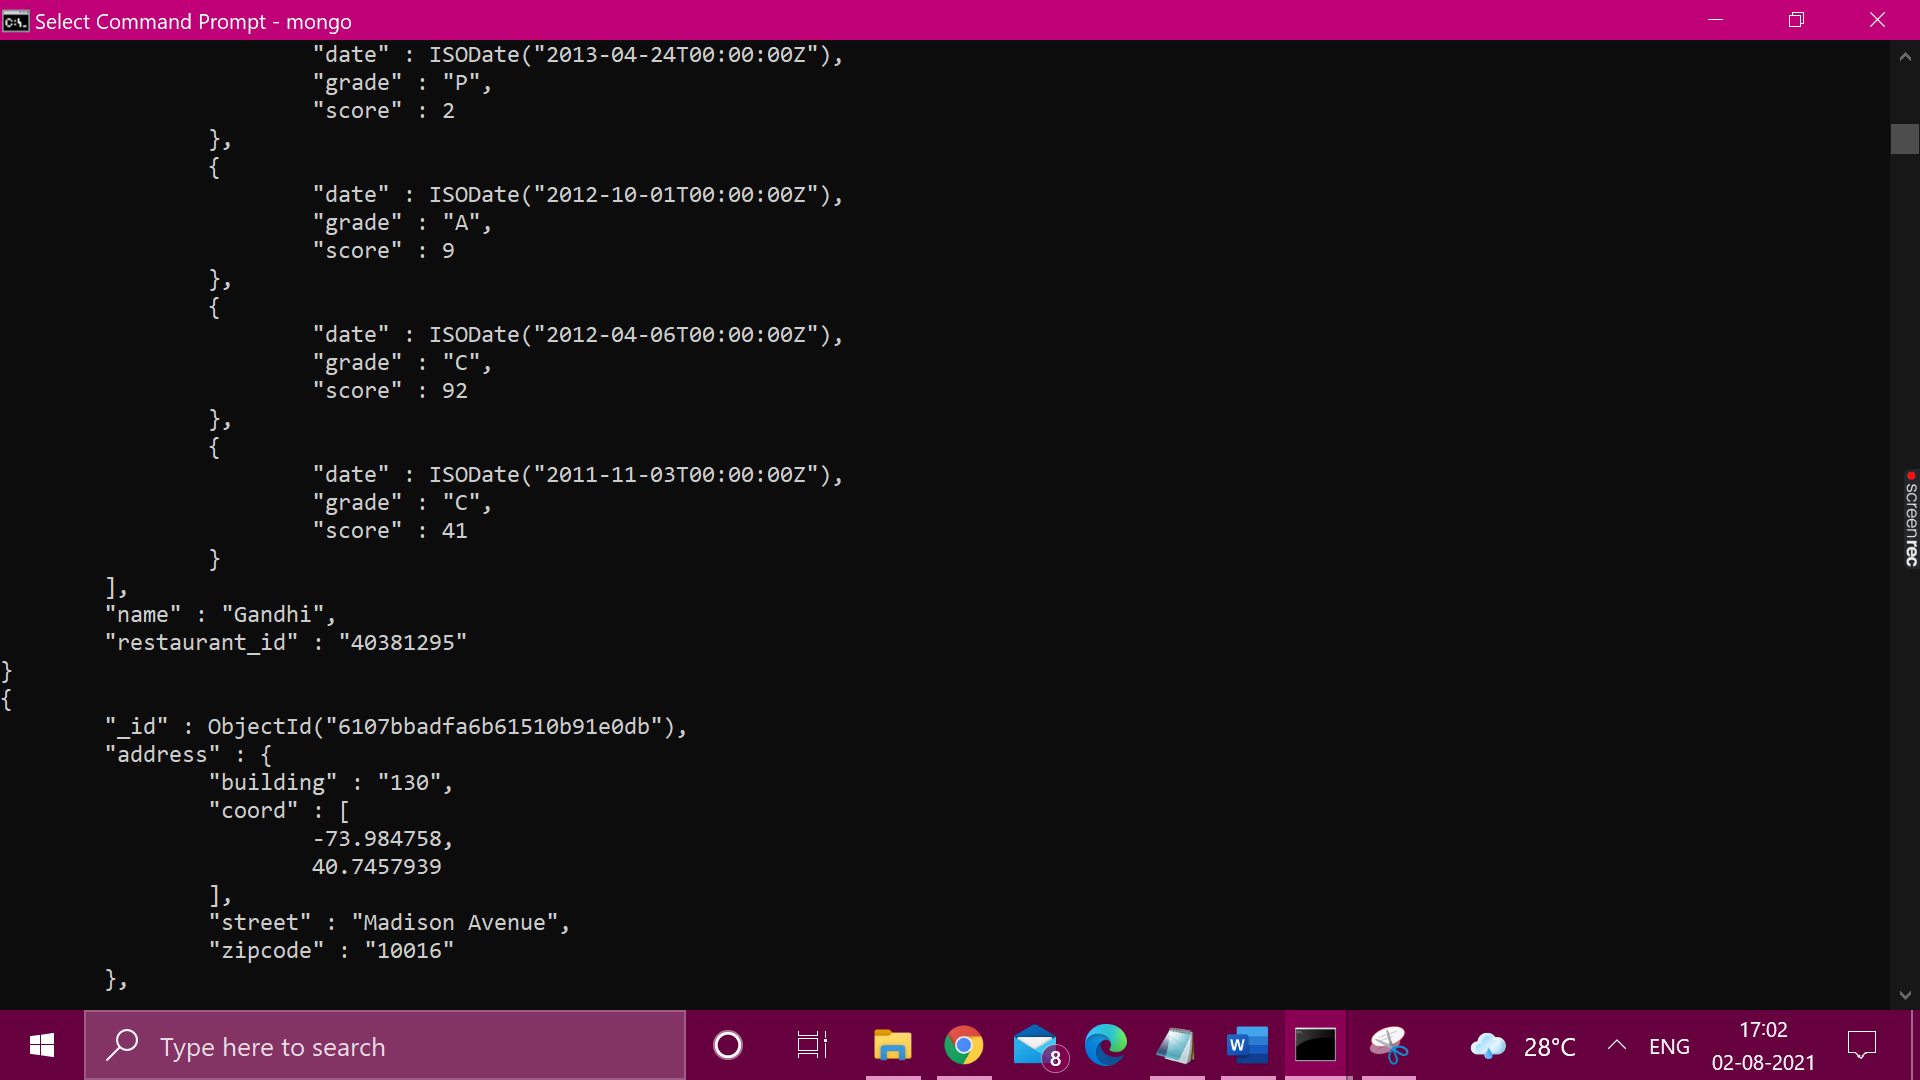 Select Command Prompt - mongo
"date" : ISODate("2013-04-24T00:00:00Z"),
"grade" : "P",
"score" : 2
},
{
"date" : ISODate("2012-10-01T00:00:00Z"),
"grade" : "A",
"score" : 9
},
{
"date" : ISODate("2012-04-06T00:00:00Z"),
"grade" : "C",
"score" : 92
},
{
"date" : ISODate("2011-11-03T00:00:00Z"),
"grade" : "C",
"score" : 41
}
],
"name" : "Gandhi",
"restaurant_id" : "40381295"
}
{
"_id" : ObjectId("6107bbadfa6b61510b91e0db"),
"address" : {
"building" : "130",
"coord" : [
-73.984758,
40.7457939
],
"street" : "Madison Avenue",
"zipcode" : "10016"
},
screenrec
Type here to search
8
W
28°C
ENG
17:02
02-08-2021